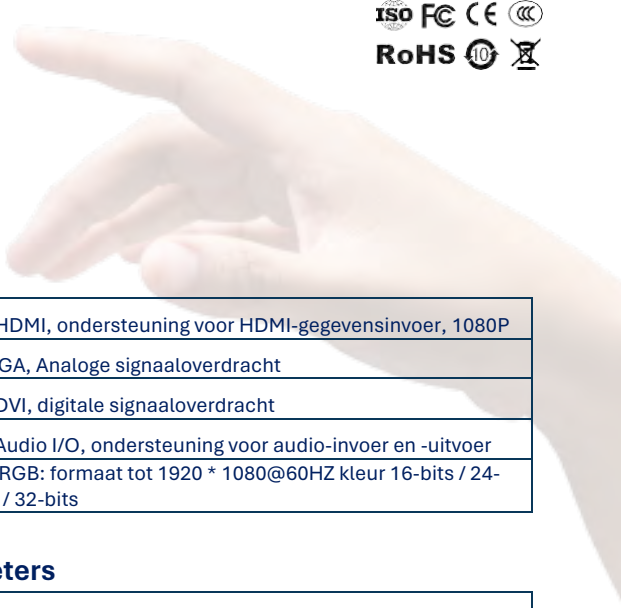 ISO FC CE CCC
RoHS 10
HDMI, ondersteuning voor HDMI-gegevensinvoer, 1080P
GA, Analoge signaaloverdracht
DVI, digitale signaaloverdracht
Audio I/O, ondersteuning voor audio-invoer en -uitvoer
RGB: formaat tot 1920 * 1080@60HZ kleur 16-bits / 24-
/ 32-bits
eters